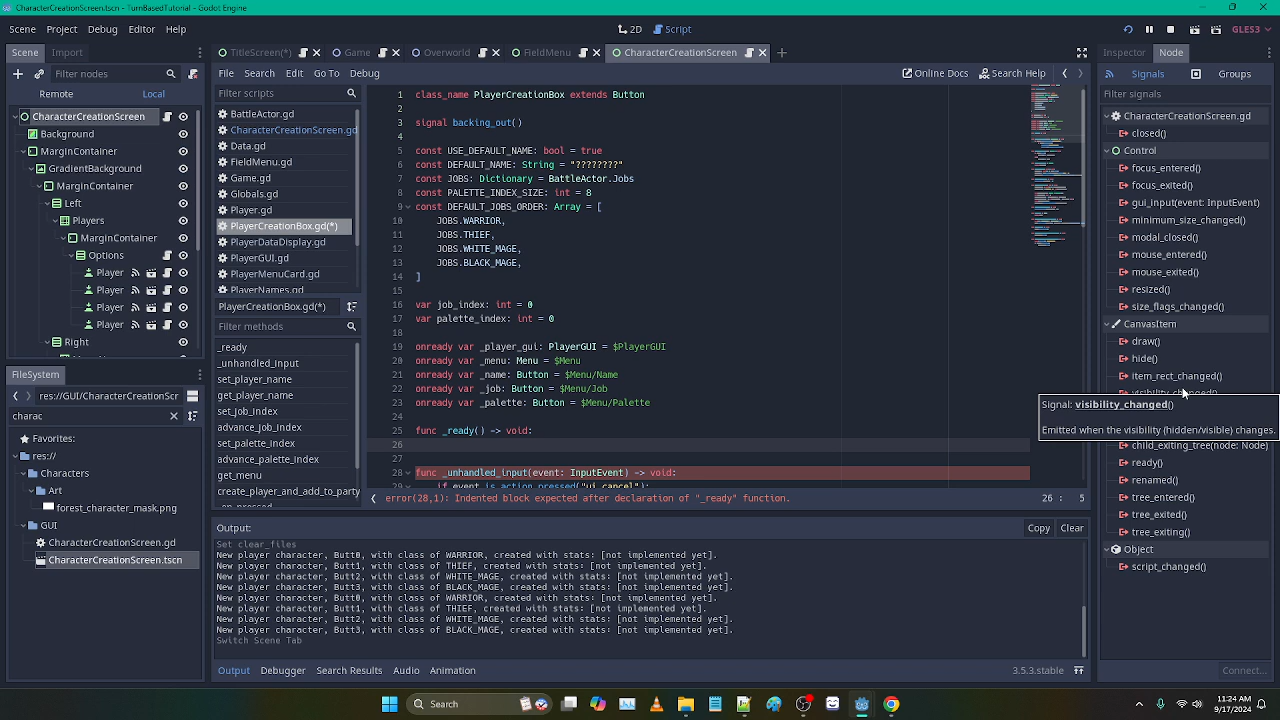 CharacterCreationScreen.tscn - TurnBasedTutorial - Godot Engine
Scene Project Debug Editor Help
2D Script
GLES3
Scene Import
TitleScreen(*) Game Overworld FieldMenu CharacterCreationScreen
Inspector Node
Filter nodes
File Search Edit Go To Debug
Online Docs Search Help
Signals Groups
Remote Local
Filter scripts
Filter signals
CharacterCreationScreen
Background
MarginContainer
GradientBackground
MarginContainer
Left
Players
MarginContainer
Options
Player
Player
Player
Player
Right
FileSystem
res://GUI/CharacterCreationScr
charac
Favorites:
res://
Characters
Art
force_character_mask.png
GUI
CharacterCreationScreen.gd
CharacterCreationScreen.tscn
BattleActor.gd
CharacterCreationScreen.gd
Data.gd
FieldMenu.gd
Game.gd
Globals.gd
Player.gd
PlayerCreationBox.gd
PlayerDataDisplay.gd
PlayerGUI.gd
PlayerMenuCard.gd
PlayerNames.gd
PlayerCreationBox.gd(*)
Filter methods
_ready
_unhandled_input
set_player_name
get_player_name
set_job_index
advance_job_index
set_palette_index
advance_palette_index
get_menu
create_player_and_add_to_party
1 class_name PlayerCreationBox extends Button
2
3 signal backing_out()
4
5 const USE_DEFAULT_NAME: bool = true
6 const DEFAULT_NAME: String = "????????"
7 const JOBS: Dictionary = BattleActor.Jobs
8 const PALETTE_INDEX_SIZE: int = 8
9 const DEFAULT_JOBS_ORDER: Array = [
10 JOBS.WARRIOR,
11 JOBS.THIEF,
12 JOBS.WHITE_MAGE,
13 JOBS.BLACK_MAGE,
14 ]
15
16 var job_index: int = 0
17 var palette_index: int = 0
18
19 onready var _player_gui: PlayerGUI = $PlayerGUI
20 onready var _menu: Menu = $Menu
21 onready var _name: Button = $Menu/Name
22 onready var _job: Button = $Menu/Job
23 onready var _palette: Button = $Menu/Palette
24
25 func _ready() -> void:
26
27
28 func _unhandled_input(event: InputEvent) -> void:
29 if event.is_action_pressed("ui_cancel"):
error(28,1): Indented block expected after declaration of "_ready" function.
26 : 5
Output:
Copy Clear
Set clear_files
New player character, Butt0, with class of WARRIOR, created with stats: [not implemented yet].
New player character, Butt1, with class of THIEF, created with stats: [not implemented yet].
New player character, Butt2, with class of WHITE_MAGE, created with stats: [not implemented yet].
New player character, Butt3, with class of BLACK_MAGE, created with stats: [not implemented yet].
New player character, Butt0, with class of WARRIOR, created with stats: [not implemented yet].
New player character, Butt1, with class of THIEF, created with stats: [not implemented yet].
New player character, Butt2, with class of WHITE_MAGE, created with stats: [not implemented yet].
New player character, Butt3, with class of BLACK_MAGE, created with stats: [not implemented yet].
Switch Scene Tab
Output Debugger Search Results Audio Animation
3.5.3.stable
CharacterCreationScreen.gd
closed()
Control
focus_entered()
focus_exited()
gui_input(event: InputEvent)
minimum_size_changed()
modal_closed()
mouse_entered()
mouse_exited()
resized()
size_flags_changed()
CanvasItem
draw()
hide()
item_rect_changed()
visibility_changed()
Signal: visibility_changed()
Emitted when the visibility (hidden/visible) changes.
child_exiting_tree(node: Node)
ready()
renamed()
tree_entered()
tree_exited()
tree_exiting()
Object
script_changed()
Connect...
Search
11:24 AM
9/17/2024